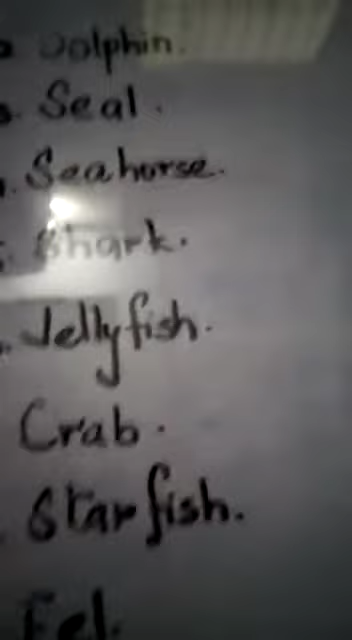 Dolphin.
Seal.
Seahorse.
Shark.
Jellyfish.
Crab.
Starfish.
Eel.